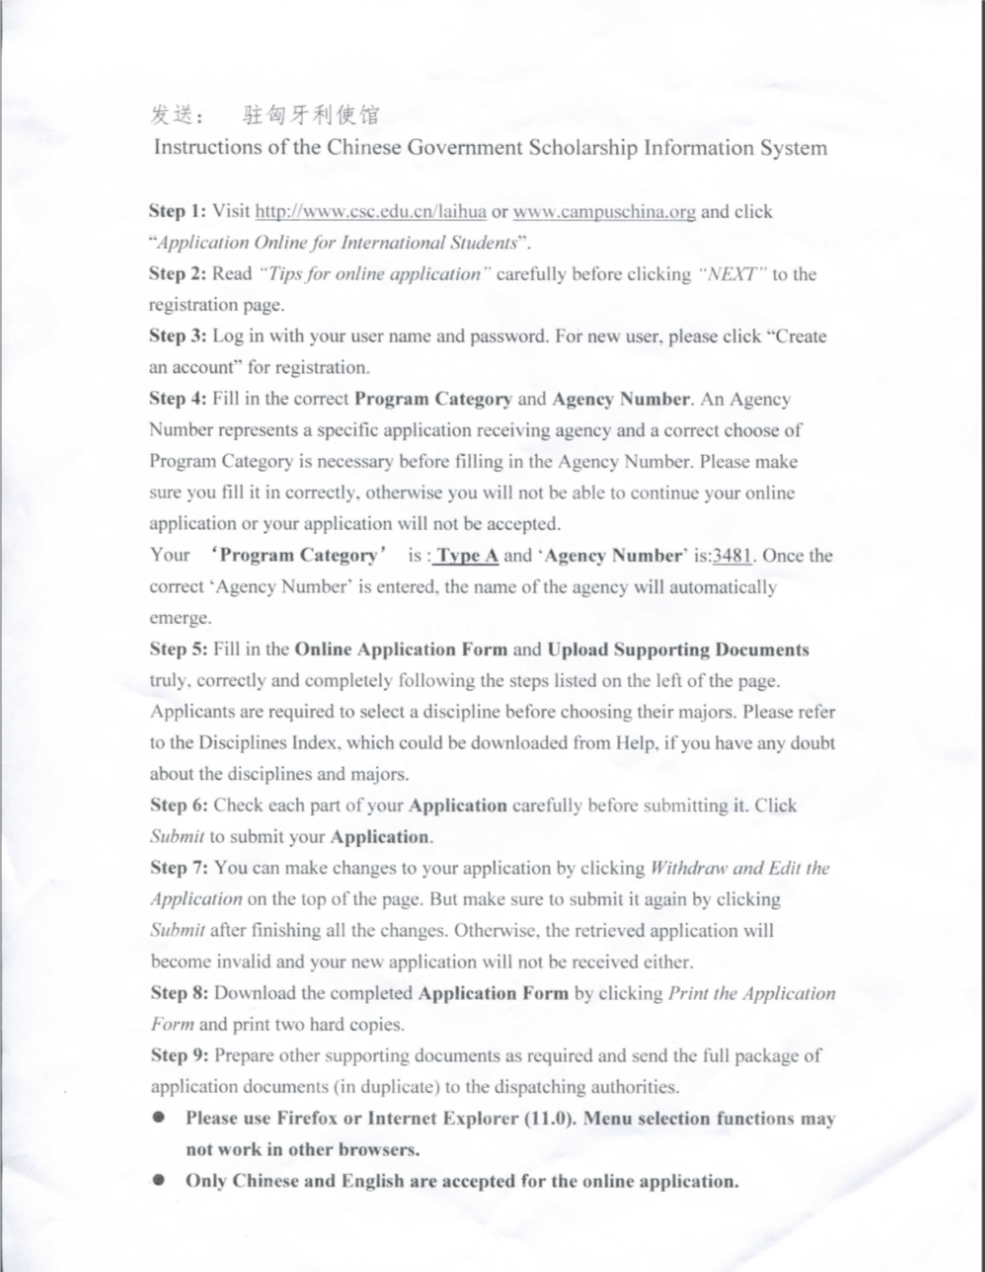 发送： 驻匈牙利使馆
Instructions of the Chinese Government Scholarship Information System
Step 1: Visit http://www.csc.edu.cn/laihua or www.campuschina.org and click
“Application Online for International Students”.
Step 2: Read “Tips for online application” carefully before clicking “NEXT” to the
registration page.
Step 3: Log in with your user name and password. For new user, please click “Create
an account” for registration.
Step 4: Fill in the correct Program Category and Agency Number. An Agency
Number represents a specific application receiving agency and a correct choose of
Program Category is necessary before filling in the Agency Number. Please make
sure you fill it in correctly, otherwise you will not be able to continue your online
application or your application will not be accepted.
Your ‘Program Category’ is : Type A and ‘Agency Number’ is:3481. Once the
correct ‘Agency Number’ is entered, the name of the agency will automatically
emerge.
Step 5: Fill in the Online Application Form and Upload Supporting Documents
truly, correctly and completely following the steps listed on the left of the page.
Applicants are required to select a discipline before choosing their majors. Please refer
to the Disciplines Index, which could be downloaded from Help, if you have any doubt
about the disciplines and majors.
Step 6: Check each part of your Application carefully before submitting it. Click
Submit to submit your Application.
Step 7: You can make changes to your application by clicking Withdraw and Edit the
Application on the top of the page. But make sure to submit it again by clicking
Submit after finishing all the changes. Otherwise, the retrieved application will
become invalid and your new application will not be received either.
Step 8: Download the completed Application Form by clicking Print the Application
Form and print two hard copies.
Step 9: Prepare other supporting documents as required and send the full package of
application documents (in duplicate) to the dispatching authorities.
● Please use Firefox or Internet Explorer (11.0). Menu selection functions may
not work in other browsers.
● Only Chinese and English are accepted for the online application.